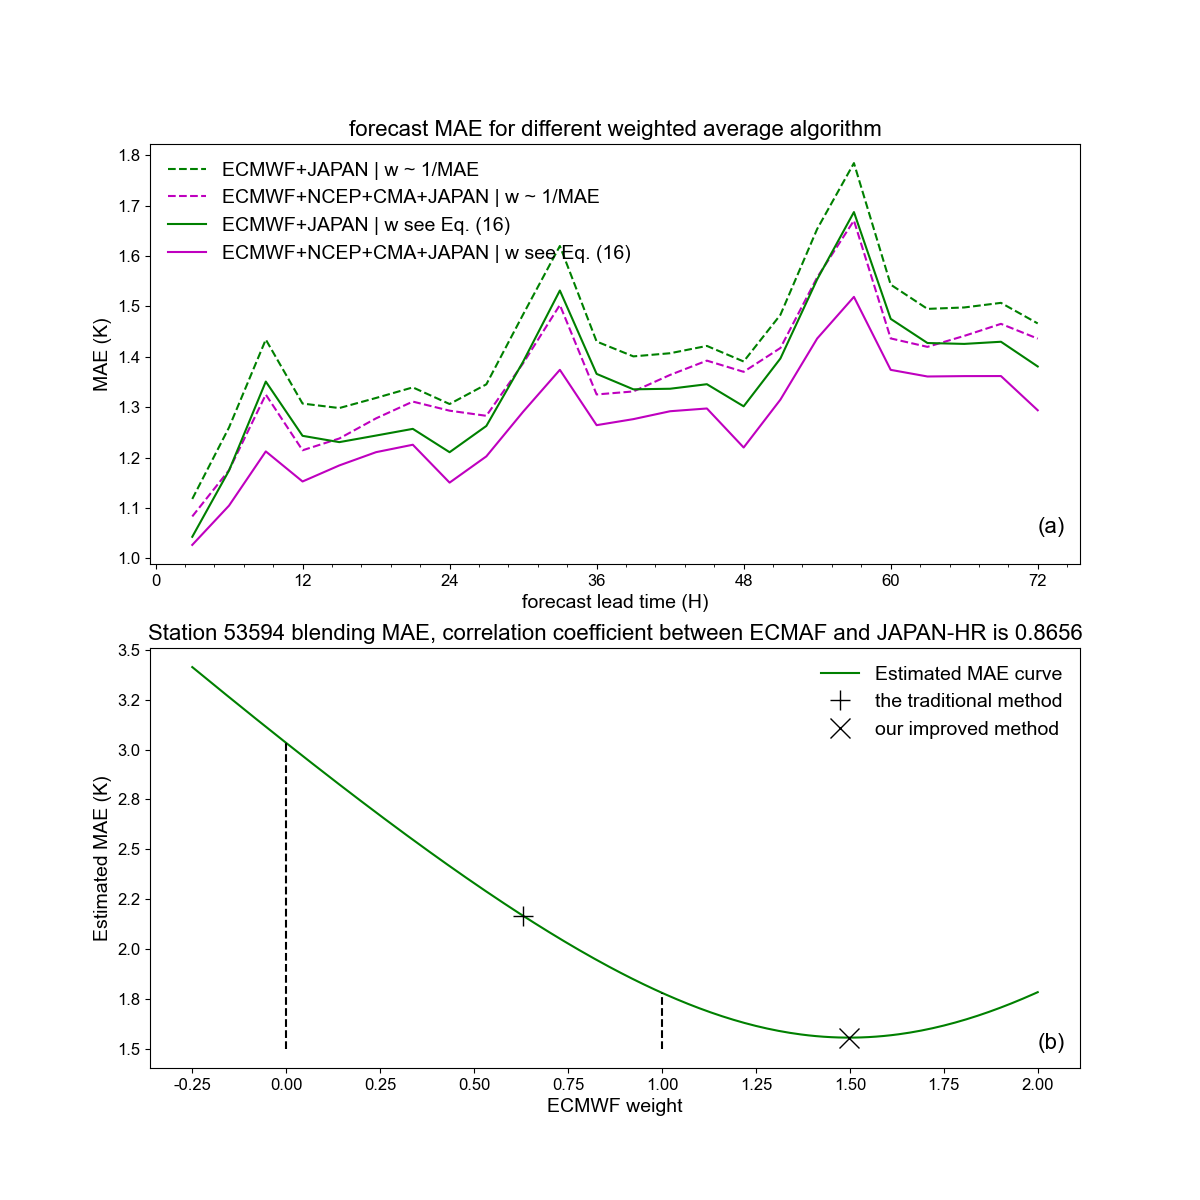 forecast MAE for different weighted average algorithm
1.8
1.7
1.6
1.5
1.4
1.3
1.2
1.1
1.0
MAE (K)
ECMWF+JAPAN | w ~ 1/MAE
ECMWF+NCEP+CMA+JAPAN | w ~ 1/MAE
ECMWF+JAPAN | w see Eq. (16)
ECMWF+NCEP+CMA+JAPAN | w see Eq. (16)
(a)
0 12 24 36 48 60 72
forecast lead time (H)
Station 53594 blending MAE, correlation coefficient between ECMAF and JAPAN-HR is 0.8656
3.5
3.2
3.0
2.8
2.5
2.2
2.0
1.8
1.5
Estimated MAE (K)
Estimated MAE curve
the traditional method
our improved method
(b)
-0.25 0.00 0.25 0.50 0.75 1.00 1.25 1.50 1.75 2.00
ECMWF weight